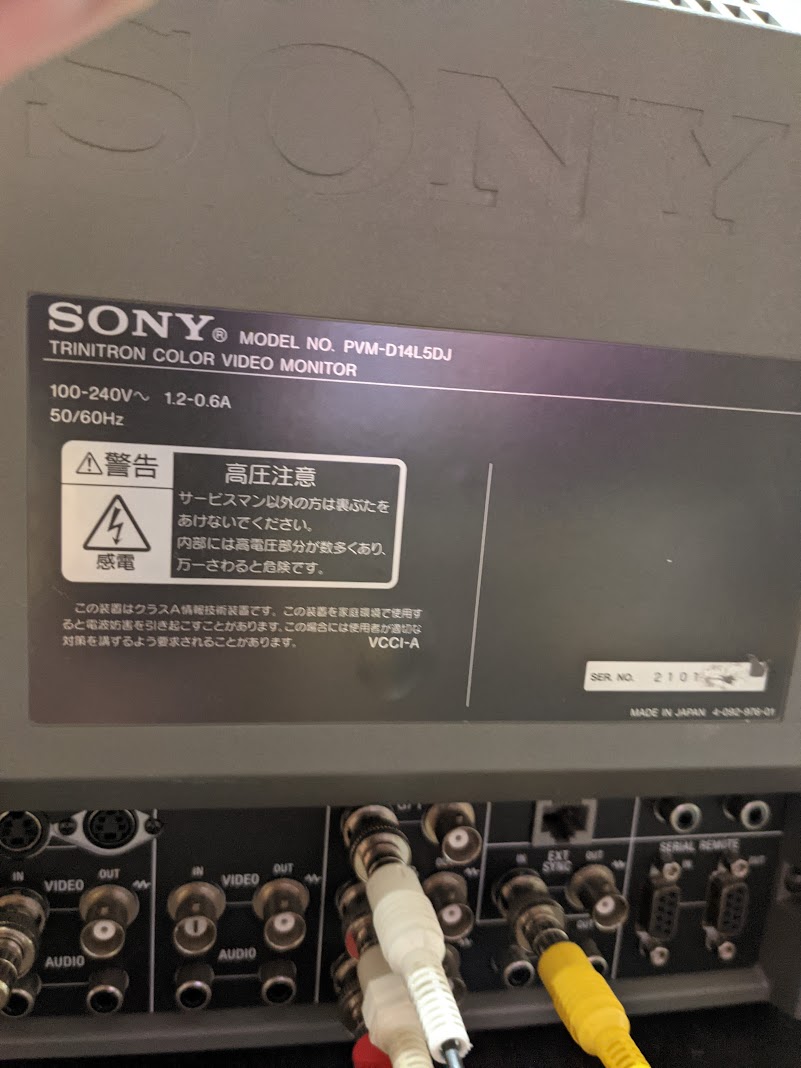 SONY
SONY® MODEL NO. PVM-D14L5DJ
TRINITRON COLOR VIDEO MONITOR
100-240V～ 1.2-0.6A
50/60Hz
⚠警告
感電
高圧注意
サービスマン以外の方は裏ぶたを
あけないでください。
内部には高電圧部分が数多くあり、
万一さわると危険です。
この装置はクラスA情報技術装置です。この装置を家庭環境で使用す
ると電波妨害を引き起こすことがあります。この場合には使用者が適切な
対策を講ずるよう要求されることがあります。
VCCI-A
SER. NO. 2101
MADE IN JAPAN 4-092-976-01
IN VIDEO OUT
AUDIO
IN VIDEO OUT
AUDIO
OUT
IN EXT SYNC OUT
OUT
SERIAL REMOTE
IN OUT